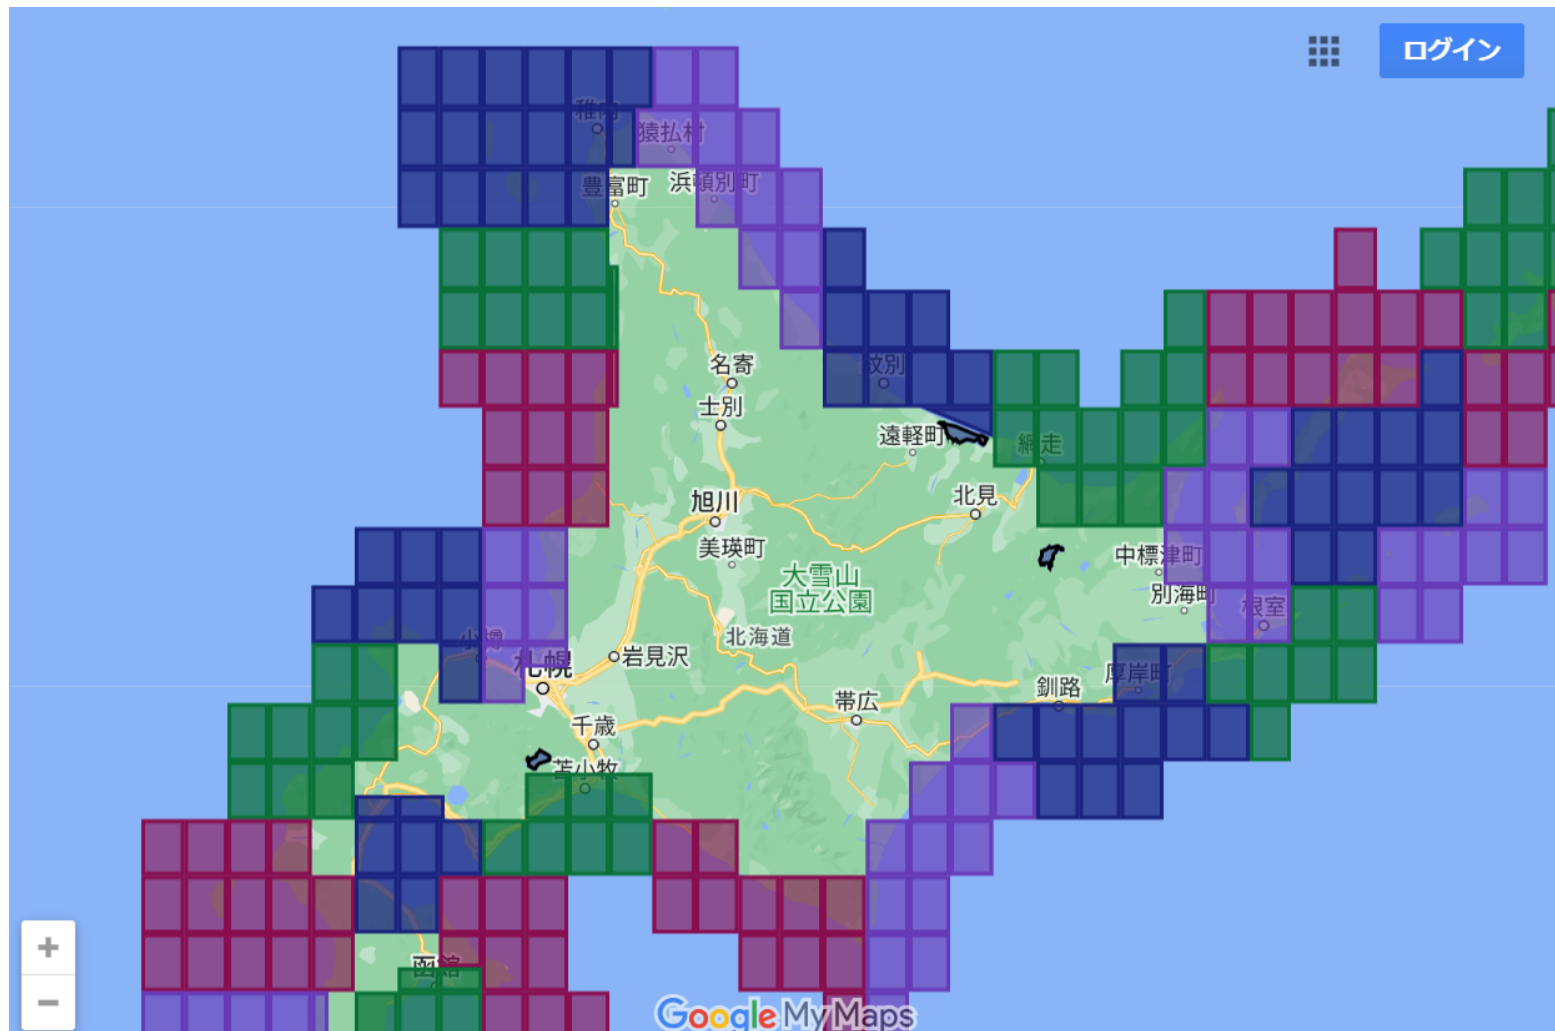 ログイン
稚内
猿払村
豊富町
浜頓別町
名寄
紋別
士別
遠軽町
網走
旭川
北見
美瑛町
大雪山
国立公園
中標津町
別海町
根室
小樽
北海道
札幌
岩見沢
厚岸町
釧路
帯広
千歳
苫小牧
函館
+
−
Google My Maps